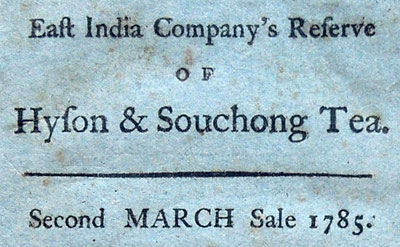 Eaſt India Company's Reſerve
OF
Hyſon & Souchong Tea.
Second MARCH Sale 1785.